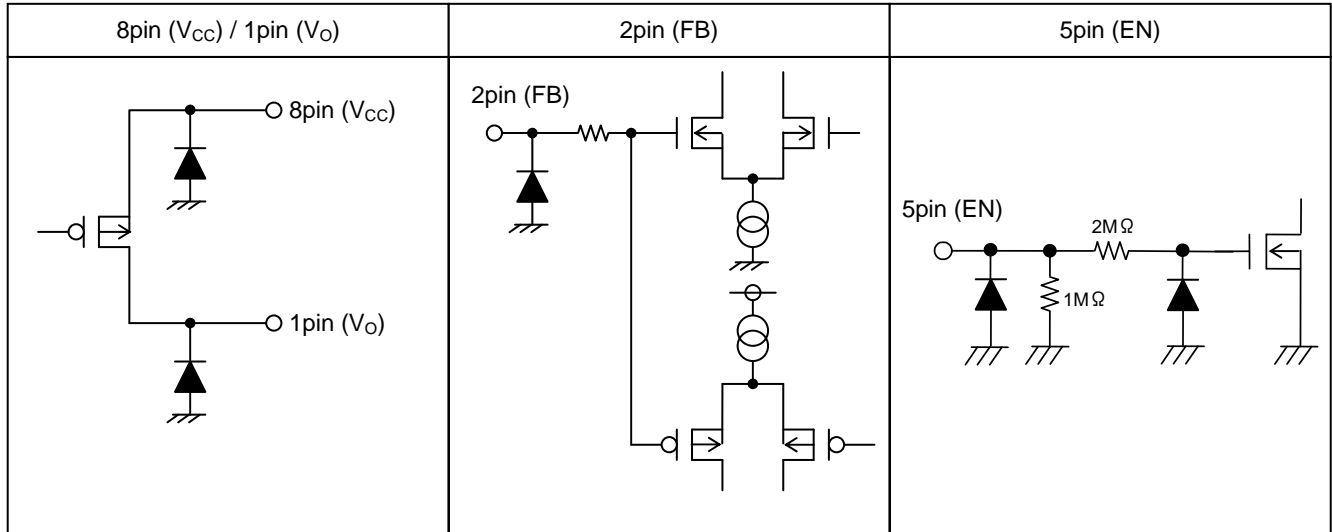 8pin (VCC) / 1pin (VO)
2pin (FB)
5pin (EN)
8pin (VCC)
1pin (VO)
2pin (FB)
5pin (EN)
2MΩ
1MΩ